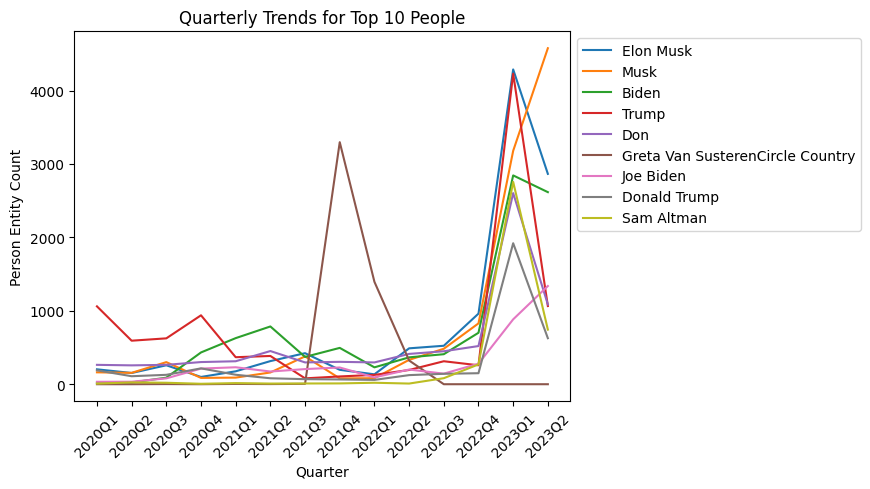 Quarterly Trends for Top 10 People
Person Entity Count
4000
3000
2000
1000
0
2020Q1
2020Q2
2020Q3
2020Q4
2021Q1
2021Q2
2021Q3
2021Q4
2022Q1
2022Q2
2022Q3
2022Q4
2023Q1
2023Q2
Quarter
Elon Musk
Musk
Biden
Trump
Don
Greta Van SusterenCircle Country
Joe Biden
Donald Trump
Sam Altman